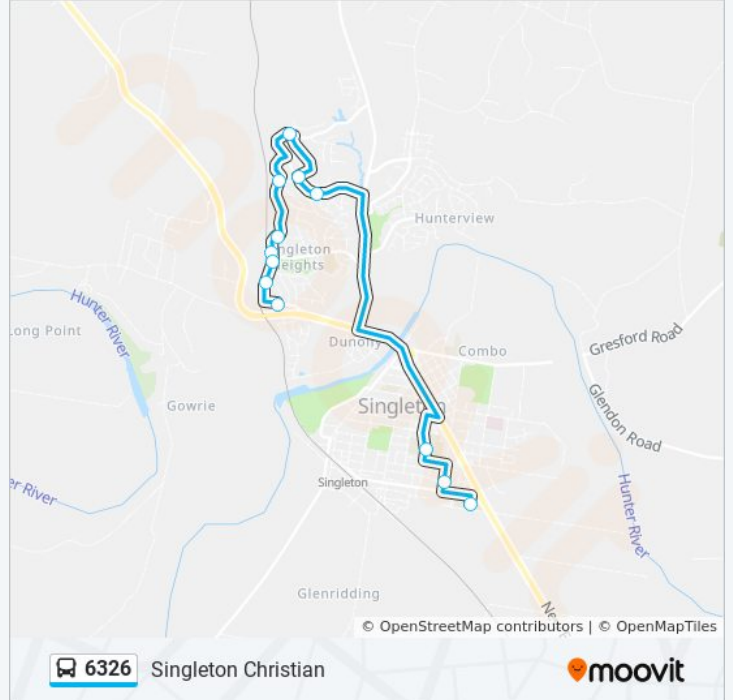 Hunterview
Singleton
Heights
Hunter River
Long Point
Dunolly
Combo
Gresford Road
Gowrie
Singleton
Glendon Road
Singleton
er River
Hunter River
Glenridding
Ne
© OpenStreetMap contributors | © OpenMapTiles
6326 Singleton Christian
moovit